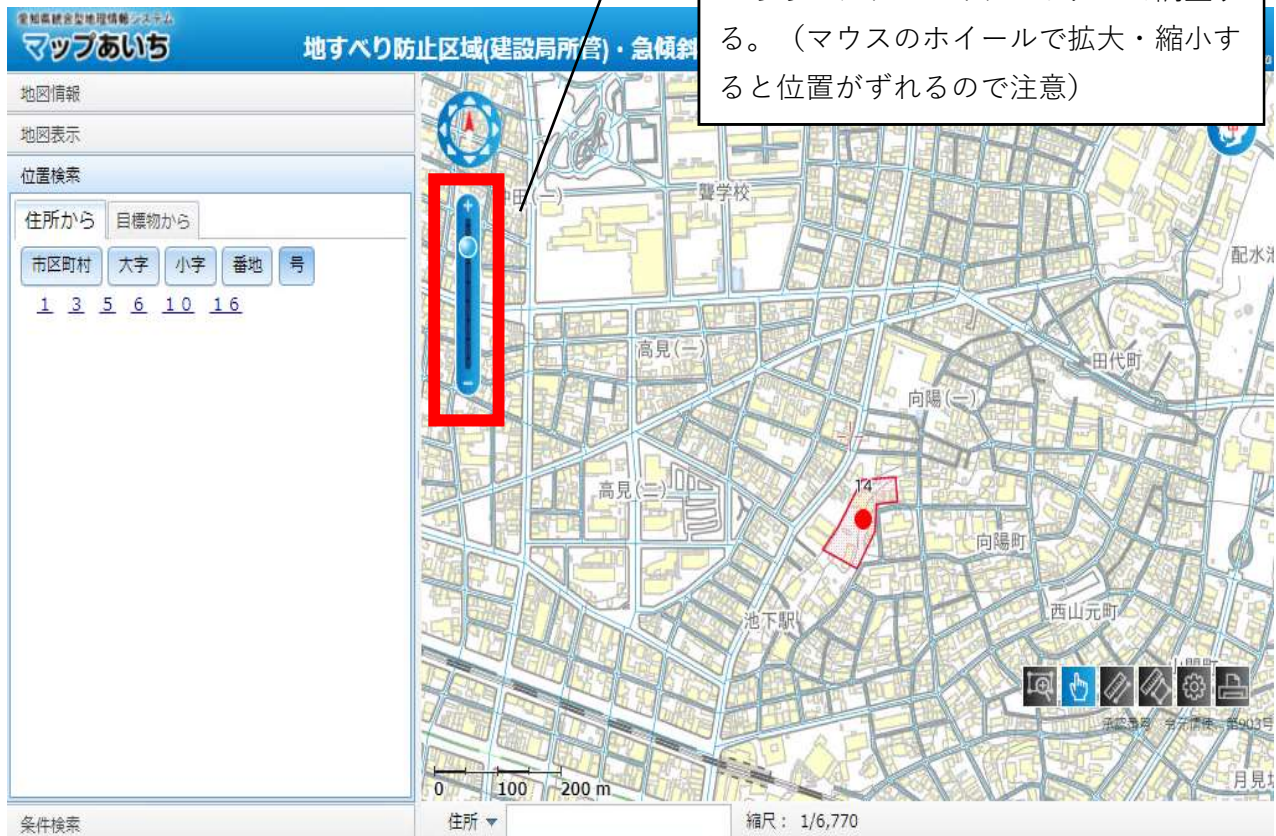 愛知県統合型地理情報システム
マップあいち
地すべり防止区域(建設局所管)・急傾斜
る。（マウスのホイールで拡大・縮小す
ると位置がずれるので注意）
地図情報
地図表示
位置検索
住所から 目標物から
市区町村 大字 小字 番地 号
1 3 5 6 10 16
条件検索
聾学校
配水池
高見(一)
田代町
向陽(一)
高見(二)
14
向陽町
池下駅
西山元町
月見
0 100 200 m
住所
縮尺： 1/6,770